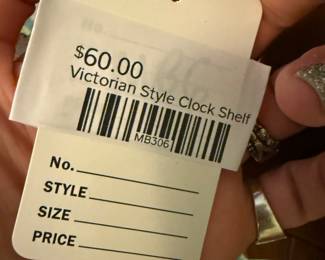 $60.00
Victorian Style Clock Shelf
MB306
No.
STYLE
SIZE
PRICE